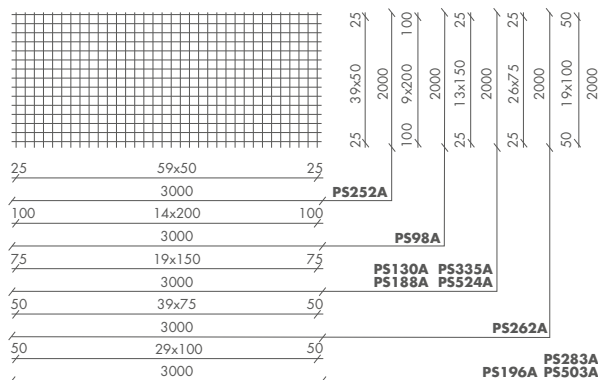 25 39x50 25
2000
100 9x200 100
2000
25 13x150 25
2000
25 26x75 25
2000
50 19x100 50
2000
25 59x50 25
3000 PS252A
100 14x200 100
3000 PS98A
75 19x150 75
PS130A PS335A
3000 PS188A PS524A
50 39x75 50
3000 PS262A
50 29x100 50
PS283A
3000 PS196A PS503A